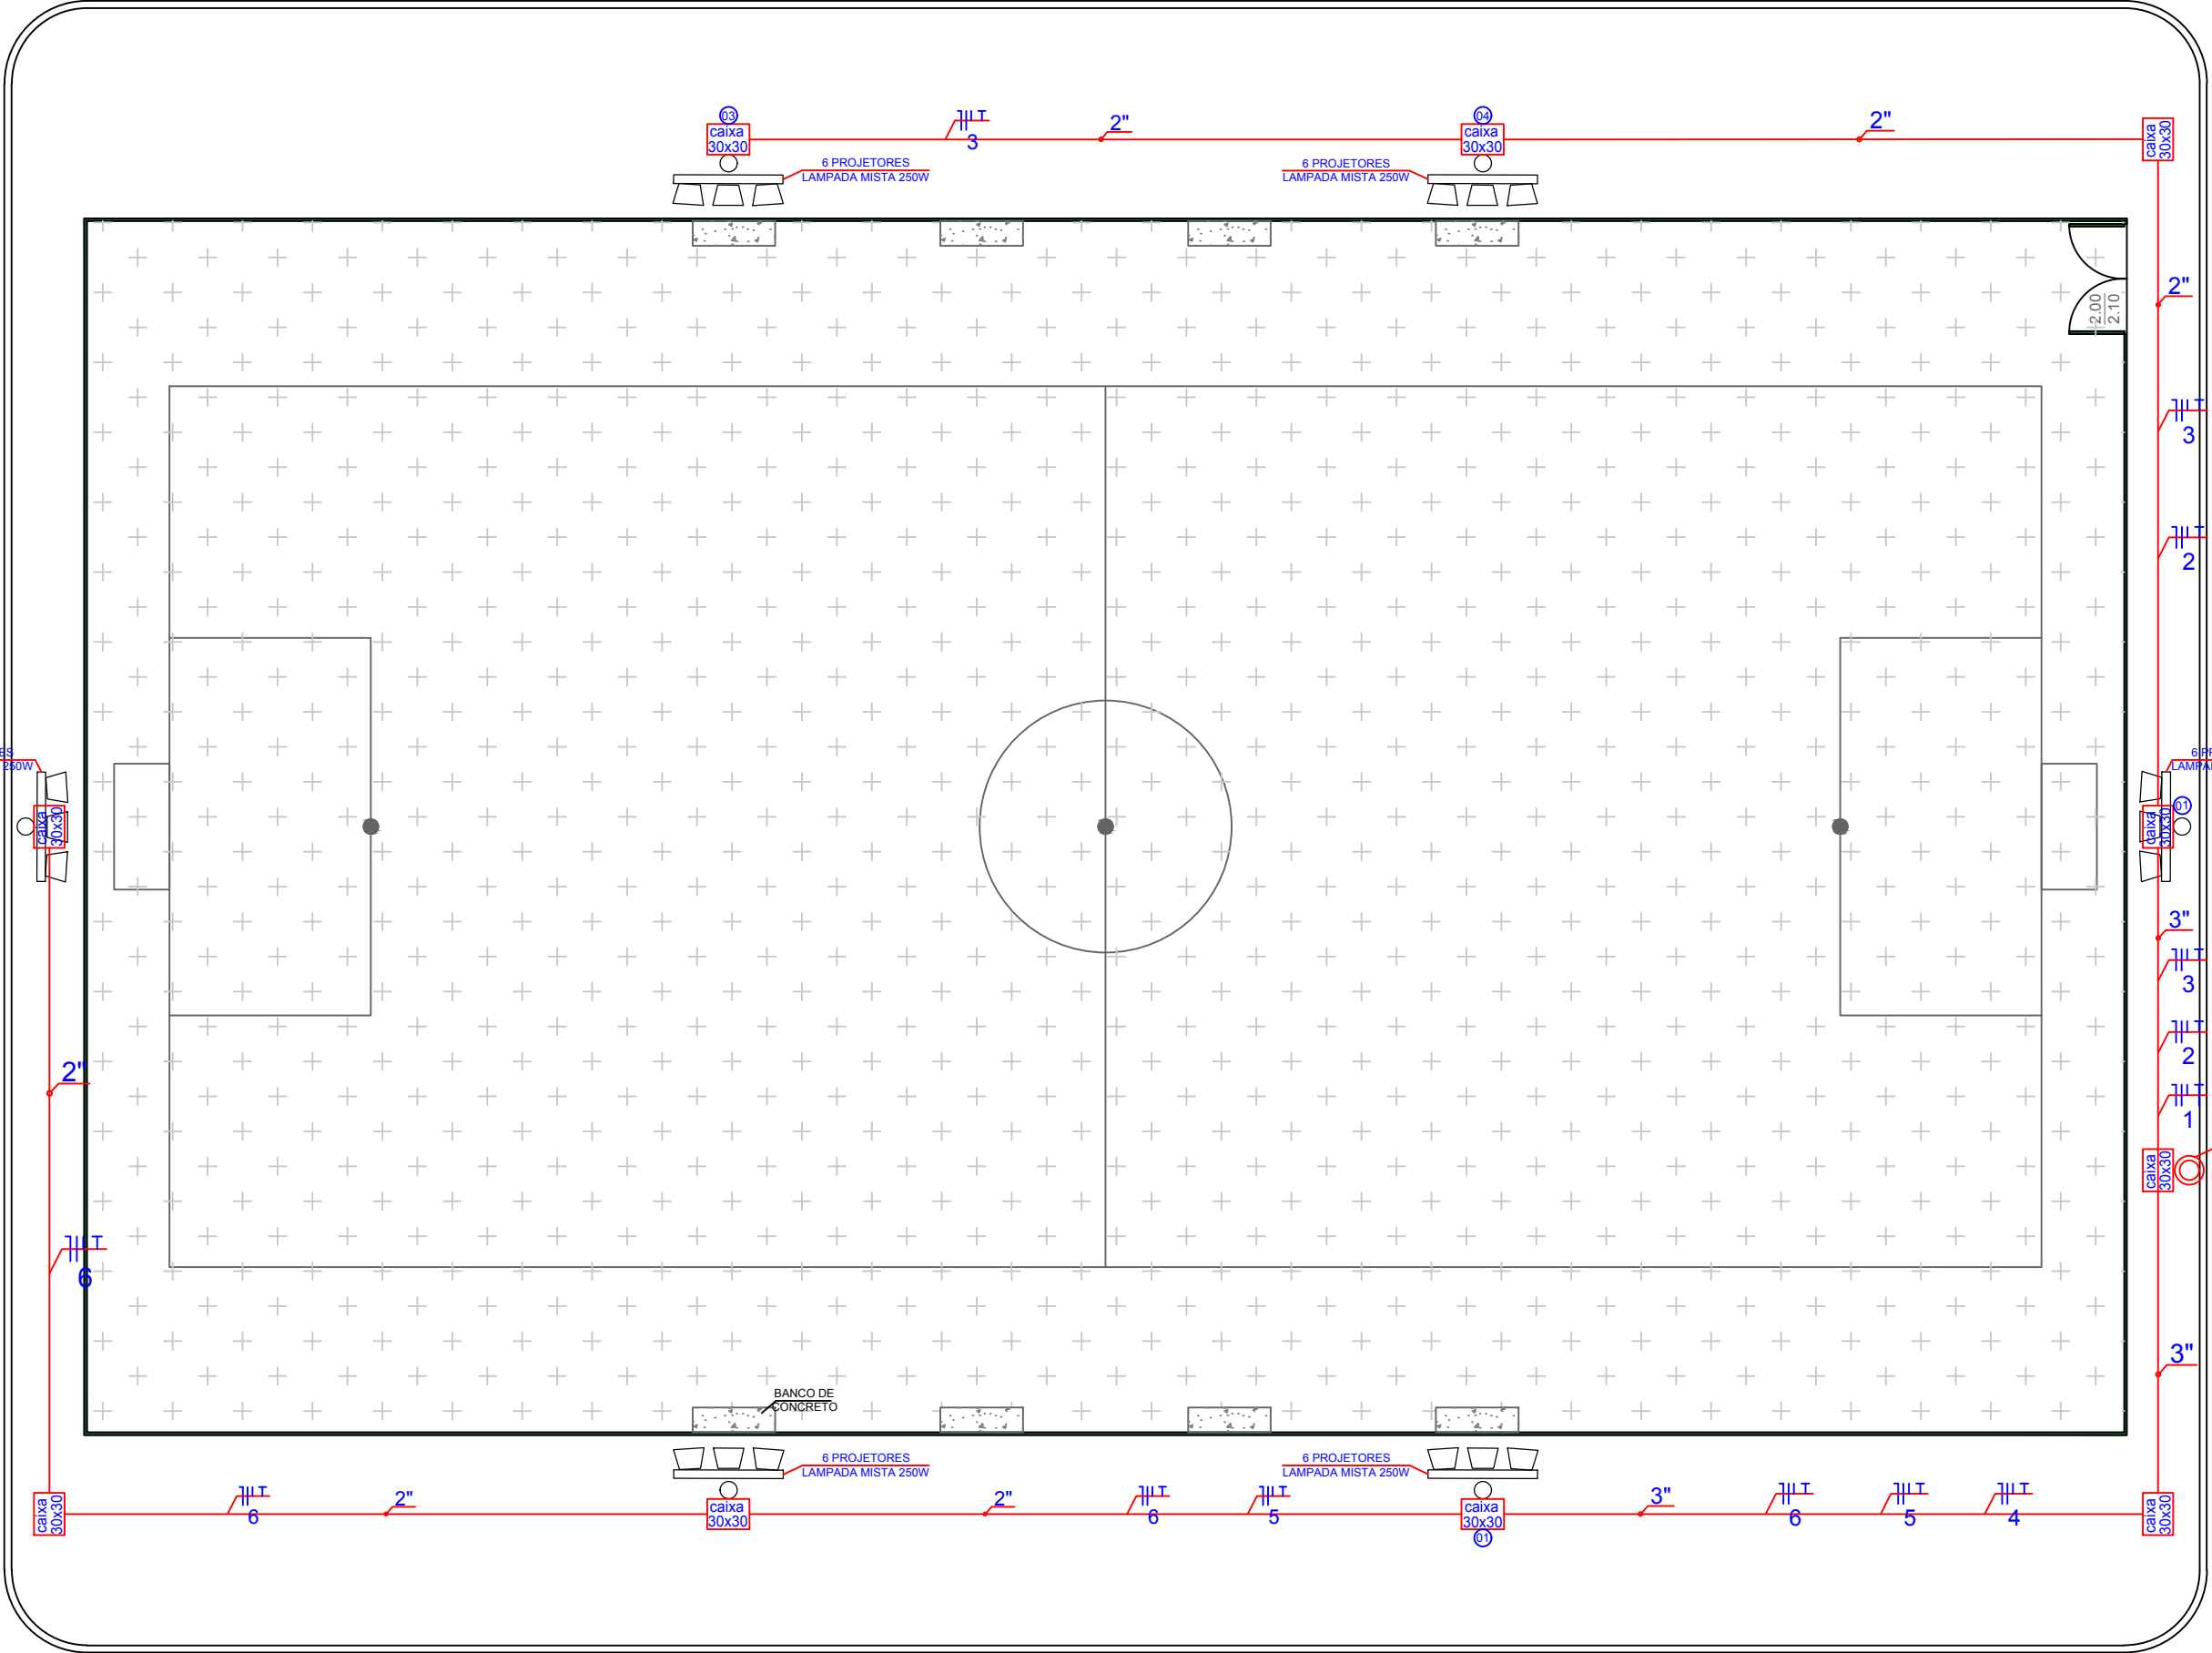 03
caixa
30x30
3
2"
04
caixa
30x30
2"
caixa
30x30
6 PROJETORES
LAMPADA MISTA 250W
6 PROJETORES
LAMPADA MISTA 250W
2.00
2.10
2"
3
2
250W
caixa
30x30
01
caixa
30x30
3"
3
2
1
2"
caixa
30x30
6
3"
BANCO DE
CONCRETO
6 PROJETORES
LAMPADA MISTA 250W
6 PROJETORES
LAMPADA MISTA 250W
caixa
30x30
6
2"
caixa
30x30
2"
6
5
caixa
30x30
01
3"
6
5
4
caixa
30x30